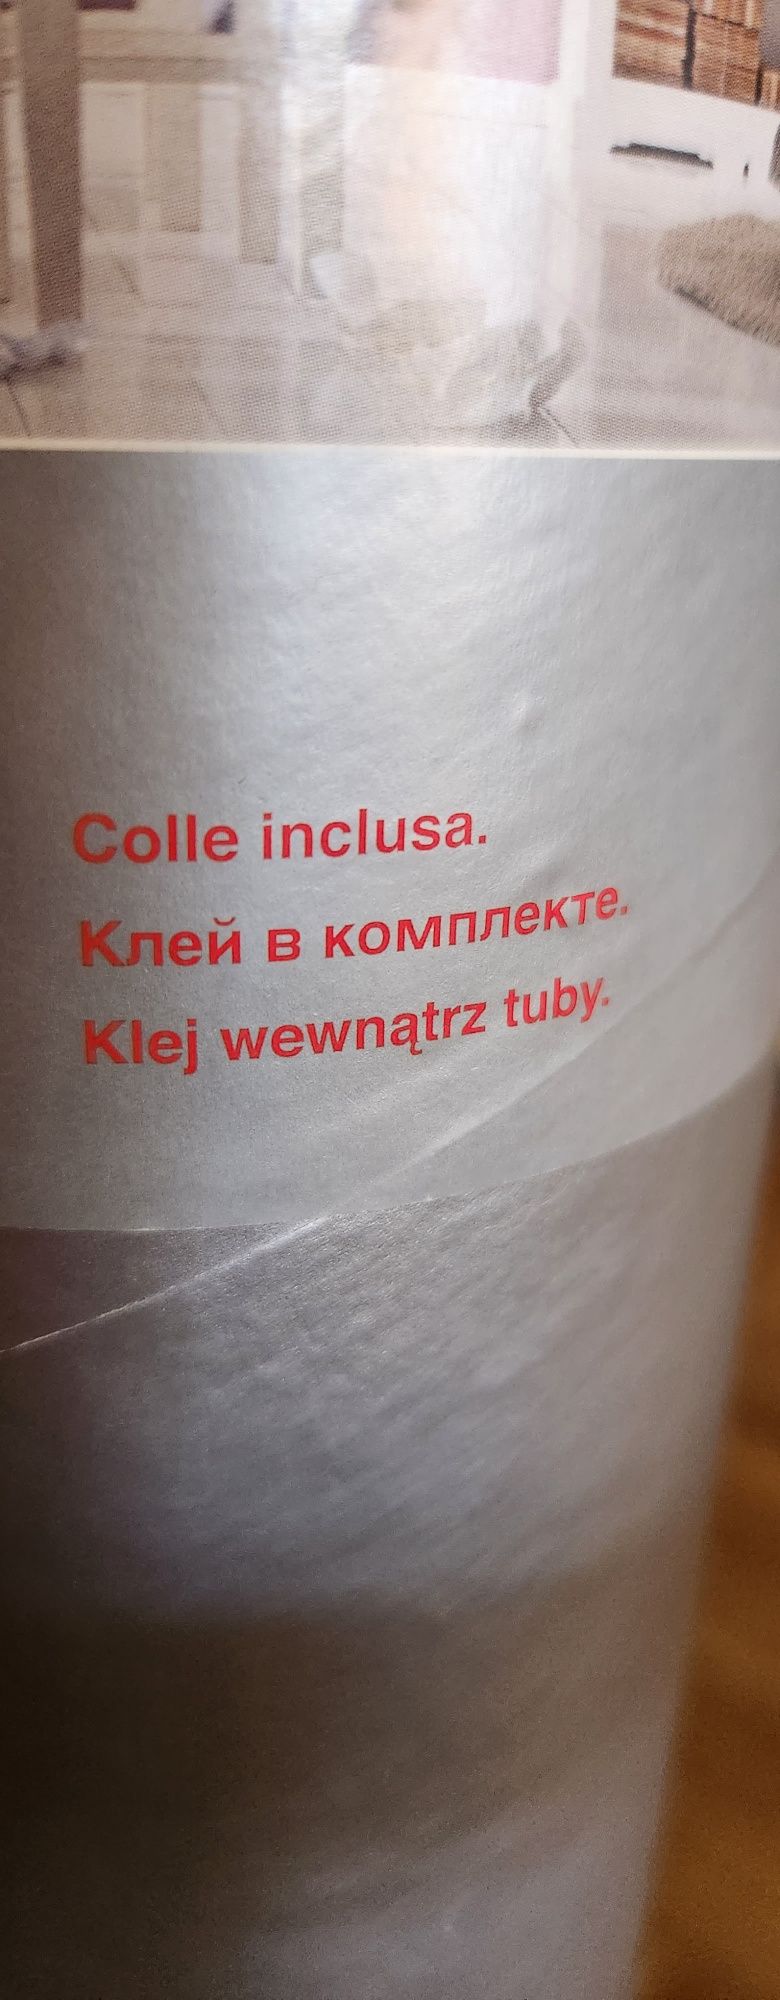 Colle inclusa.
Клей в комплекте.
Klej wewnątrz tuby.